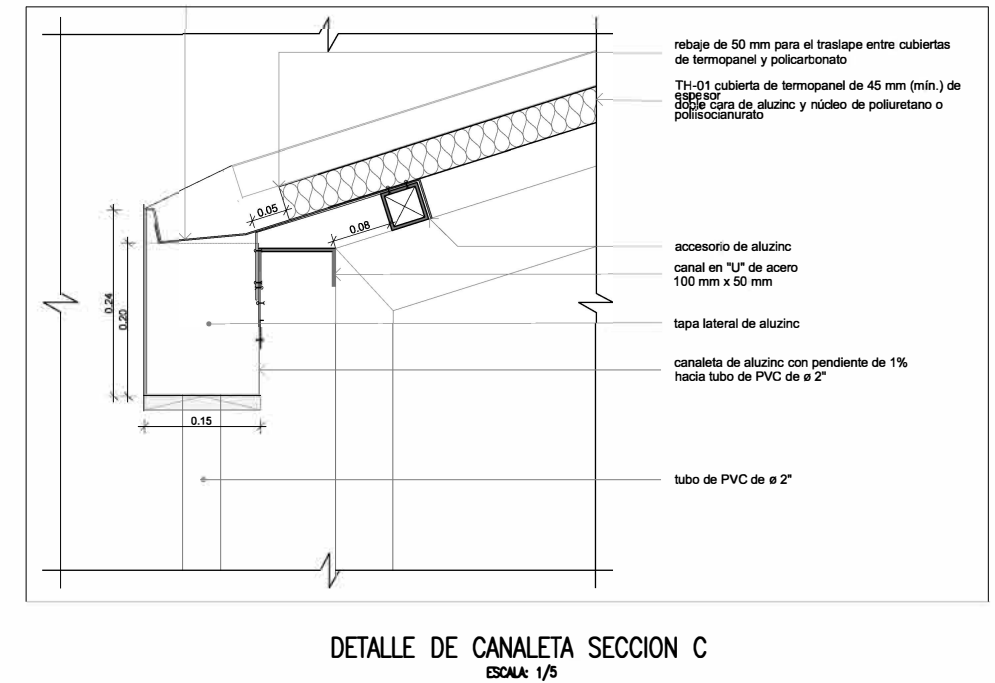 rebaje de 50 mm para el traslape entre cubiertas
de termopanel y policarbonato
TH-01 cubierta de termopanel de 45 mm (mín.) de
espesor
doble cara de aluzinc y núcleo de poliuretano o
poliisocianurato
0.05
0.08
accesorio de aluzinc
canal en "U" de acero
100 mm x 50 mm
0.24
0.20
tapa lateral de aluzinc
canaleta de aluzinc con pendiente de 1%
hacia tubo de PVC de ø 2"
0.15
tubo de PVC de ø 2"
DETALLE DE CANALETA SECCION C
ESCALA: 1/5